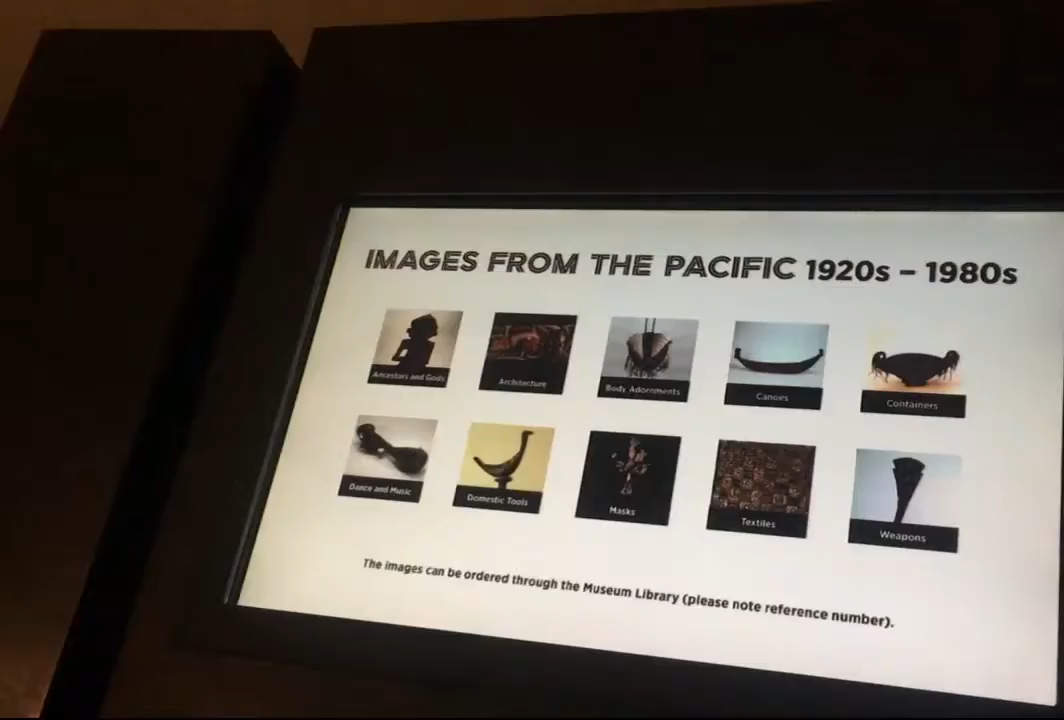 IMAGES FROM THE PACIFIC 1920s – 1980s
Ancestors and Gods
Architecture
Body Adornments
Canoes
Containers
Dance and Music
Domestic Tools
Masks
Textiles
Weapons
The images can be ordered through the Museum Library (please note reference number).